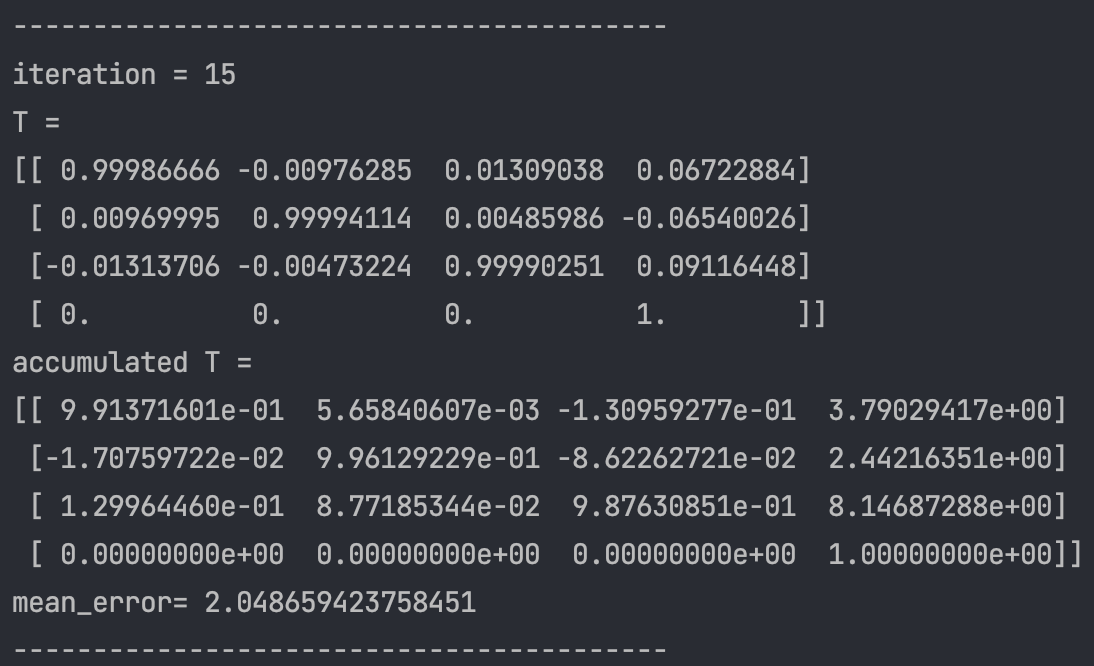 -----------------------------------------
iteration = 15
T =
[[ 0.99986666 -0.00976285  0.01309038  0.06722884]
 [ 0.00969995  0.99994114  0.00485986 -0.06540026]
 [-0.01313706 -0.00473224  0.99990251  0.09116448]
 [ 0.          0.          0.          1.        ]]
accumulated T =
[[ 9.91371601e-01  5.65840607e-03 -1.30959277e-01  3.79029417e+00]
 [-1.70759722e-02  9.96129229e-01 -8.62262721e-02  2.44216351e+00]
 [ 1.29964460e-01  8.77185344e-02  9.87630851e-01  8.14687288e+00]
 [ 0.00000000e+00  0.00000000e+00  0.00000000e+00  1.00000000e+00]]
mean_error= 2.048659423758451
-----------------------------------------